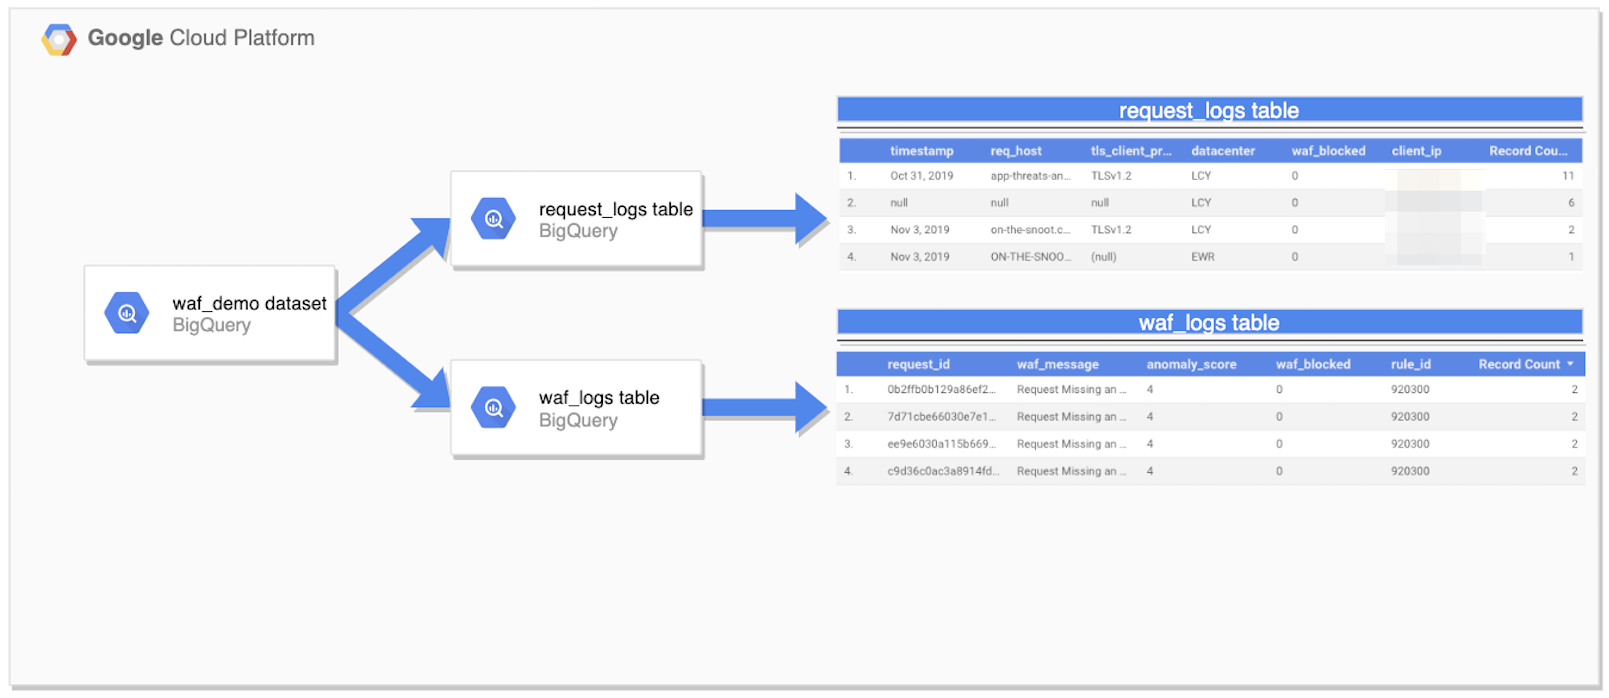 Google Cloud Platform
waf_demo dataset
BigQuery
request_logs table
BigQuery
waf_logs table
BigQuery
request_logs table
timestamp req_host tls_client_pr... datacenter waf_blocked client_ip Record Cou...
1. Oct 31, 2019 app-threats-an... TLSv1.2 LCY 0 11
2. null null null LCY 0 6
3. Nov 3, 2019 on-the-snoot.c... TLSv1.2 LCY 0 2
4. Nov 3, 2019 ON-THE-SNOO... (null) EWR 0 1
waf_logs table
request_id waf_message anomaly_score waf_blocked rule_id Record Count
1. 0b2ffb0b129a86ef2... Request Missing an ... 4 0 920300 2
2. 7d71cbe66030e7e1... Request Missing an ... 4 0 920300 2
3. ee9e6030a115b669... Request Missing an ... 4 0 920300 2
4. c9d36c0ac3a8914fd... Request Missing an ... 4 0 920300 2